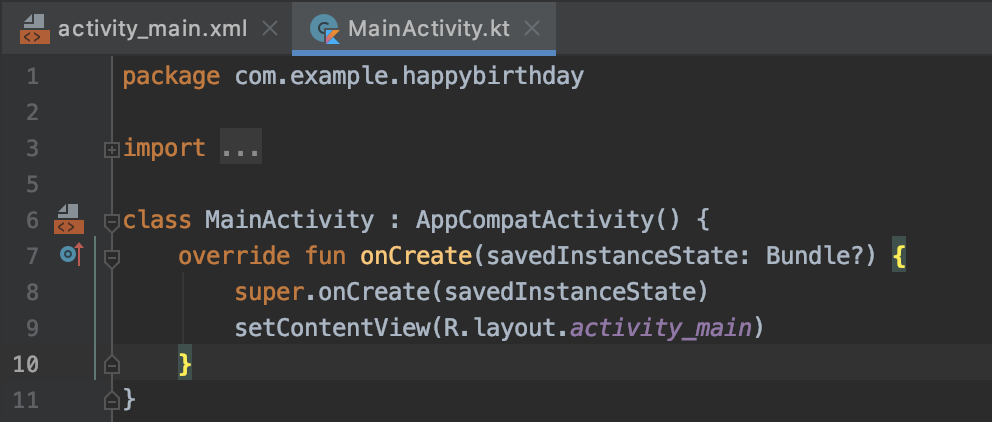 activity_main.xml MainActivity.kt
1 package com.example.happybirthday
2
3 import ...
5
6 class MainActivity : AppCompatActivity() {
7     override fun onCreate(savedInstanceState: Bundle?) {
8         super.onCreate(savedInstanceState)
9         setContentView(R.layout.activity_main)
10     }
11 }